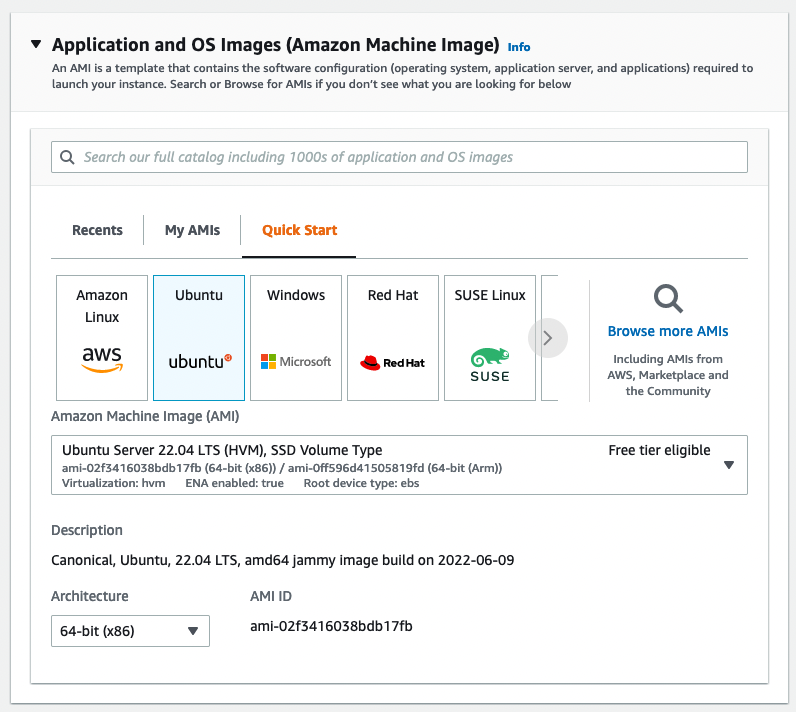 Application and OS Images (Amazon Machine Image) Info
An AMI is a template that contains the software configuration (operating system, application server, and applications) required to
launch your instance. Search or Browse for AMIs if you don’t see what you are looking for below
Search our full catalog including 1000s of application and OS images
Recents
My AMIs
Quick Start
Amazon
Linux
aws
Ubuntu
ubuntu
Windows
Microsoft
Red Hat
Red Hat
SUSE Linux
SUSE
Browse more AMIs
Including AMIs from
AWS, Marketplace and
the Community
Amazon Machine Image (AMI)
Ubuntu Server 22.04 LTS (HVM), SSD Volume Type
Free tier eligible
ami-02f3416038bdb17fb (64-bit (x86)) / ami-0ff596d41505819fd (64-bit (Arm))
Virtualization: hvm ENA enabled: true Root device type: ebs
Description
Canonical, Ubuntu, 22.04 LTS, amd64 jammy image build on 2022-06-09
Architecture
64-bit (x86)
AMI ID
ami-02f3416038bdb17fb